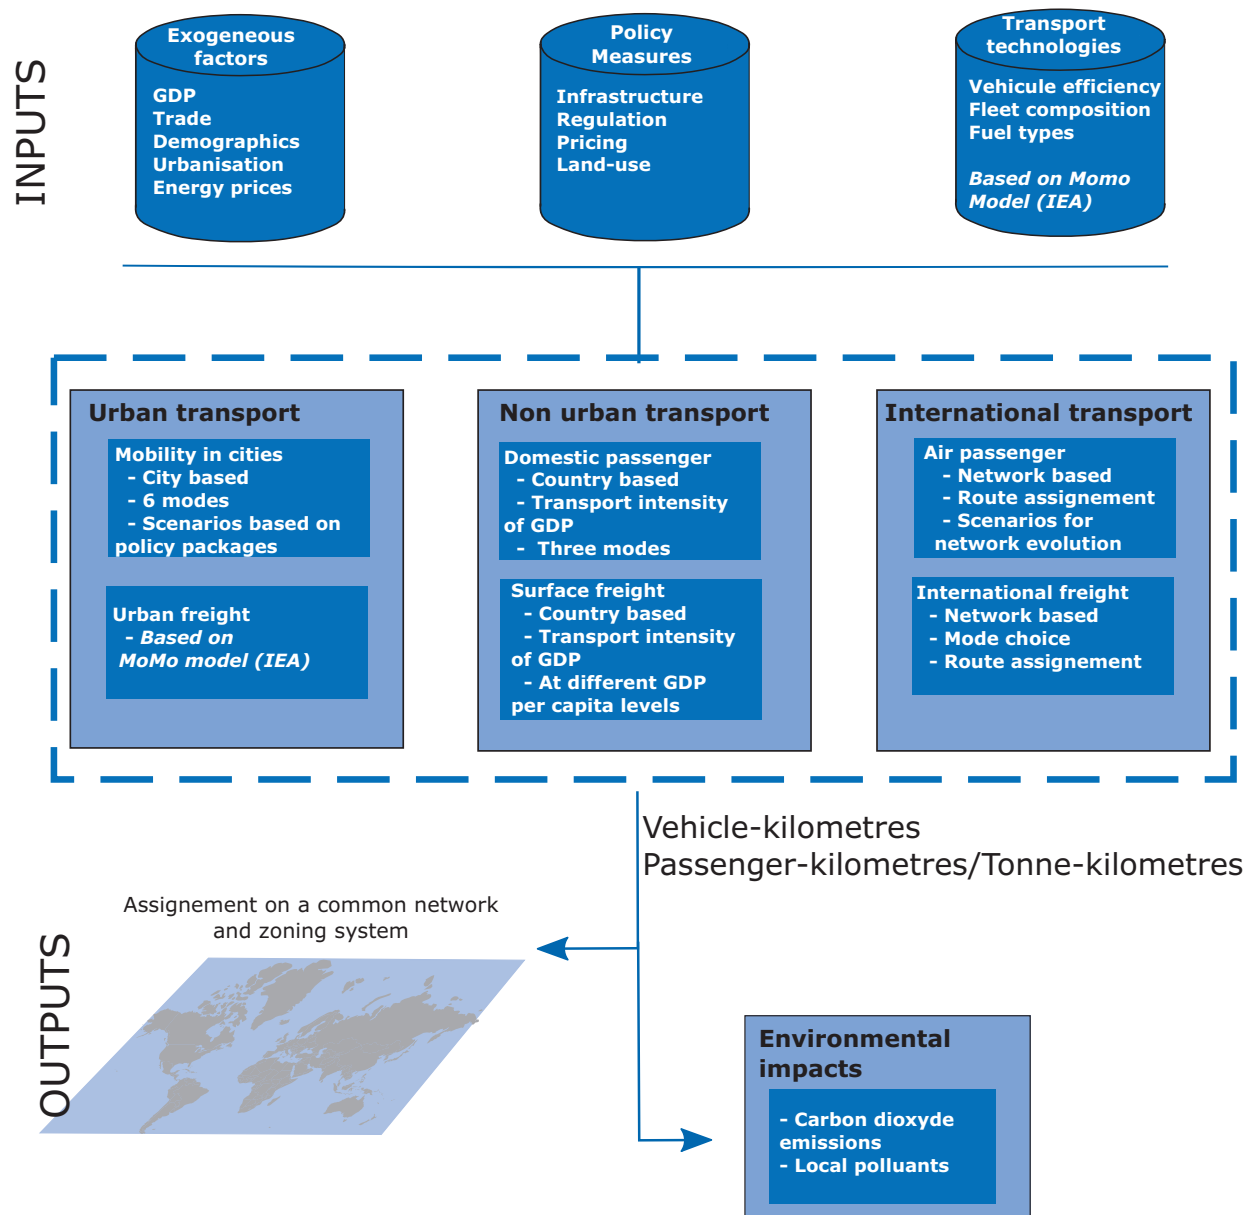 INPUTS
Exogeneous
factors
GDP
Trade
Demographics
Urbanisation
Energy prices
Policy
Measures
Infrastructure
Regulation
Pricing
Land-use
Transport
technologies
Vehicule efficiency
Fleet composition
Fuel types
Based on Momo
Model (IEA)
Urban transport
Mobility in cities
- City based
- 6 modes
- Scenarios based on
policy packages
Urban freight
- Based on
MoMo model (IEA)
Non urban transport
Domestic passenger
- Country based
- Transport intensity
of GDP
- Three modes
Surface freight
- Country based
- Transport intensity
of GDP
- At different GDP
per capita levels
International transport
Air passenger
- Network based
- Route assignement
- Scenarios for
network evolution
International freight
- Network based
- Mode choice
- Route assignement
Vehicle-kilometres
Passenger-kilometres/Tonne-kilometres
OUTPUTS
Assignement on a common network
and zoning system
Environmental
impacts
- Carbon dioxyde
emissions
- Local polluants